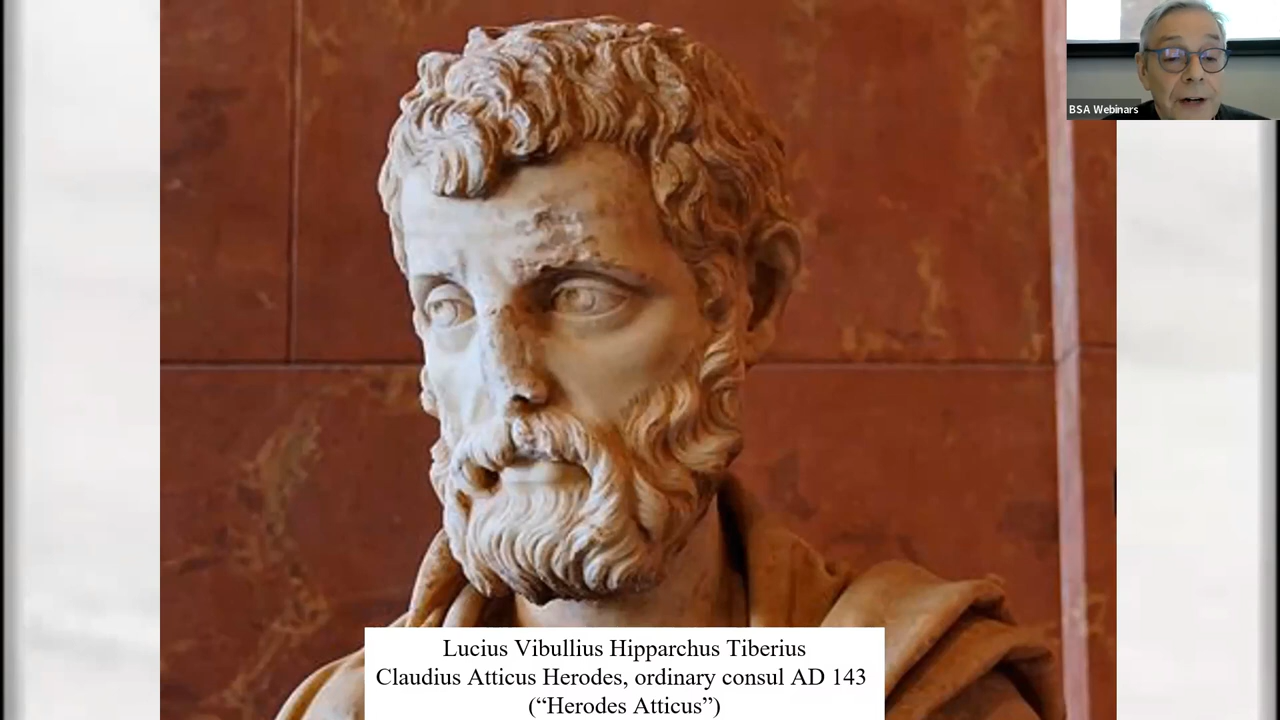 BSA Webinars
Lucius Vibullius Hipparchus Tiberius
Claudius Atticus Herodes, ordinary consul AD 143
(“Herodes Atticus”)